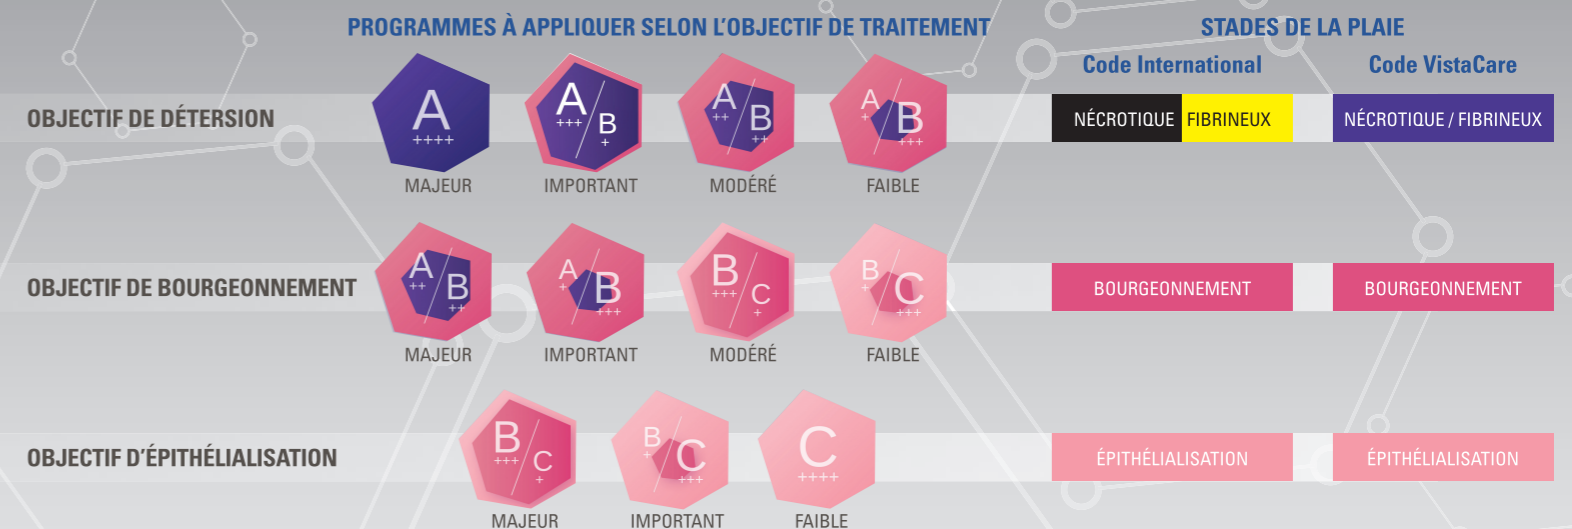 PROGRAMMES À APPLIQUER SELON L'OBJECTIF DE TRAITEMENT
STADES DE LA PLAIE
Code International
Code VistaCare
OBJECTIF DE DÉTERSION
A
++++
MAJEUR
A
+++
B
+
IMPORTANT
A
++
B
++
MODÉRÉ
A
+
B
+++
FAIBLE
NÉCROTIQUE
FIBRINEUX
NÉCROTIQUE / FIBRINEUX
OBJECTIF DE BOURGEONNEMENT
A
++
B
++
MAJEUR
A
+
B
+++
IMPORTANT
B
+++
C
+
MODÉRÉ
B
+
C
+++
FAIBLE
BOURGEONNEMENT
BOURGEONNEMENT
OBJECTIF D'ÉPITHÉLIALISATION
B
+++
C
+
MAJEUR
B
+
C
+++
IMPORTANT
C
++++
FAIBLE
ÉPITHÉLIALISATION
ÉPITHÉLIALISATION